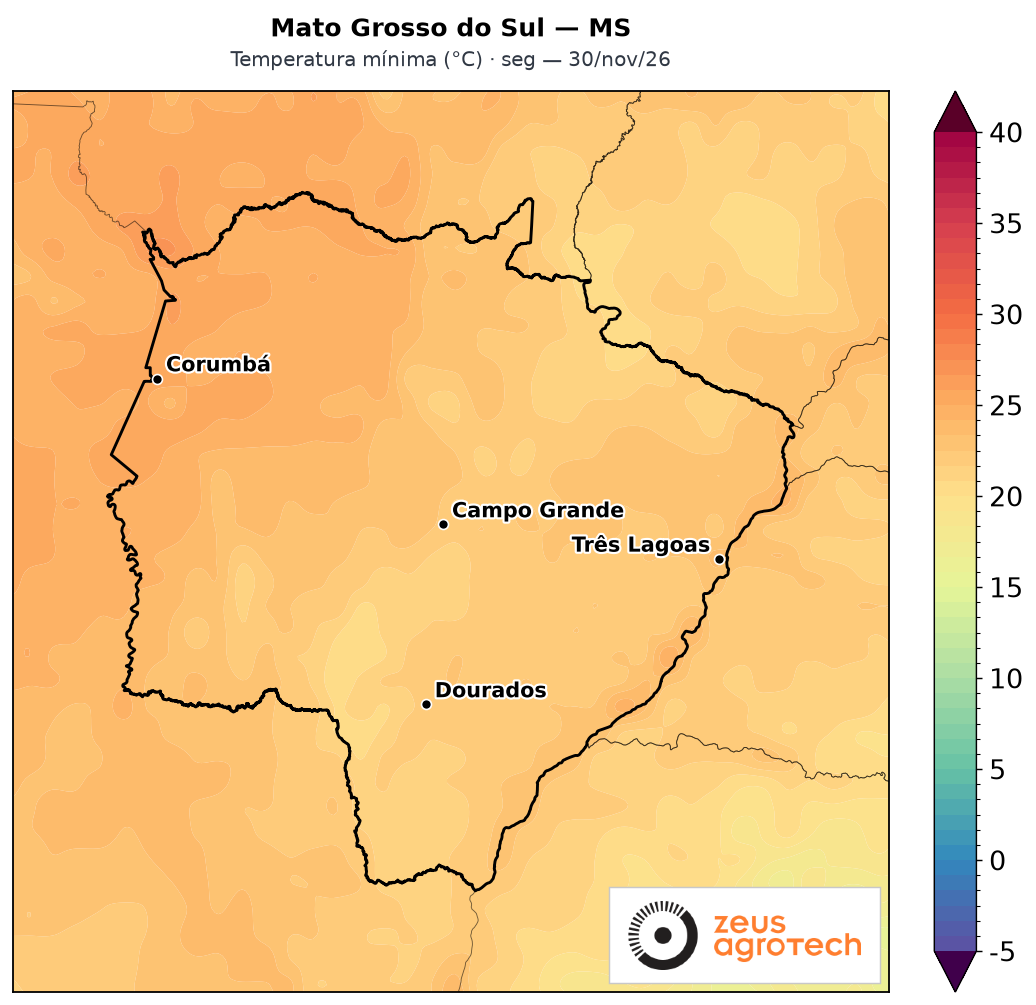 Mato Grosso do Sul — MS
Temperatura mínima (°C) · seg — 30/nov/26
40
35
30
25
20
15
10
5
0
-5
Corumbá
Campo Grande
Três Lagoas
Dourados
zeus
agrotech